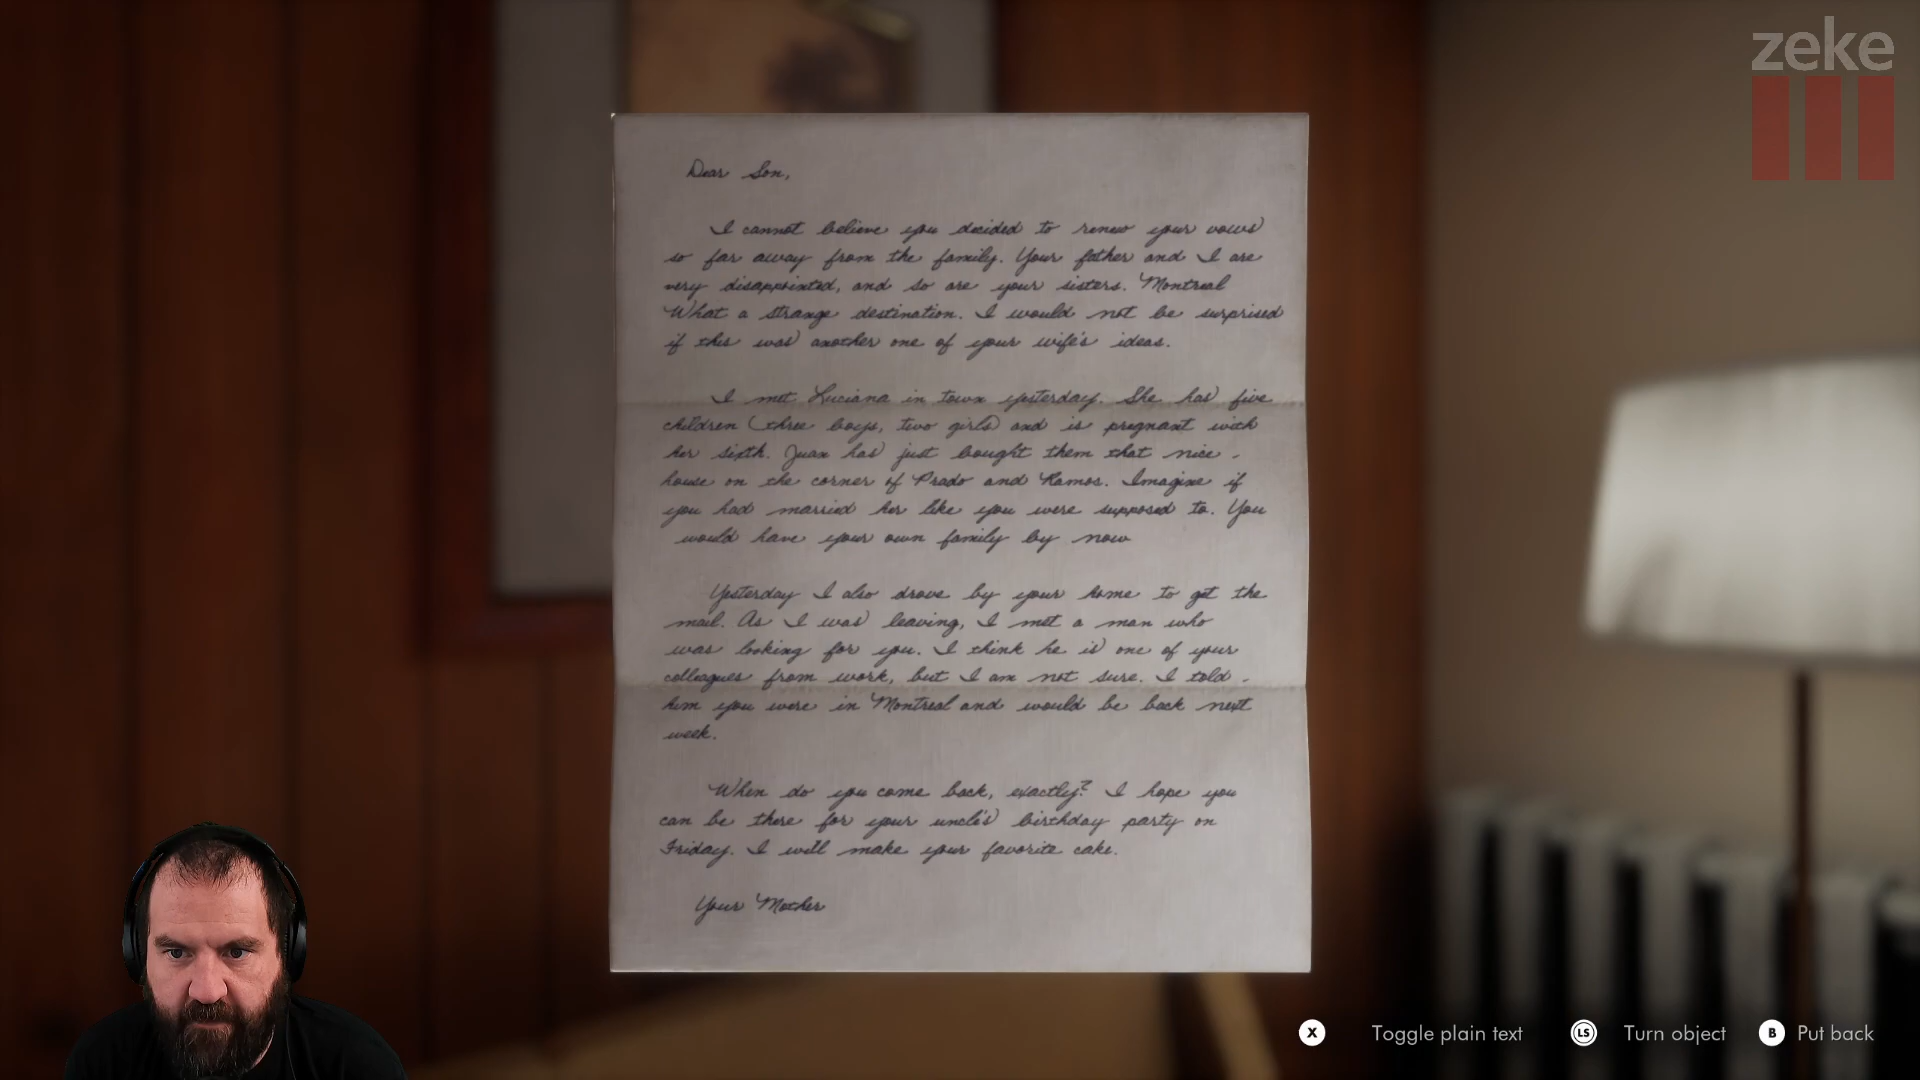 zeke
Dear Son,
I cannot believe you decided to renew your vows
so far away from the family. Your father and I are
very disappointed, and so are your sisters. Montreal
What a strange destination. I would not be surprised
if this was another one of your wife's ideas.
I met Luciana in town yesterday. She has five
children (three boys, two girls) and is pregnant with
her sixth. Juan has just bought them that nice
house on the corner of Prado and Ramos. Imagine if
you had married her like you were supposed to. You
would have your own family by now
Yesterday I also drove by your home to get the
mail. As I was leaving, I met a man who
was looking for you. I think he is one of your
colleagues from work, but I am not sure. I told
him you were in Montreal and would be back next
week.
When do you come back, exactly? I hope you
can be there for your uncle's birthday party on
Friday. I will make your favorite cake.
Your Mother
X Toggle plain text LS Turn object B Put back